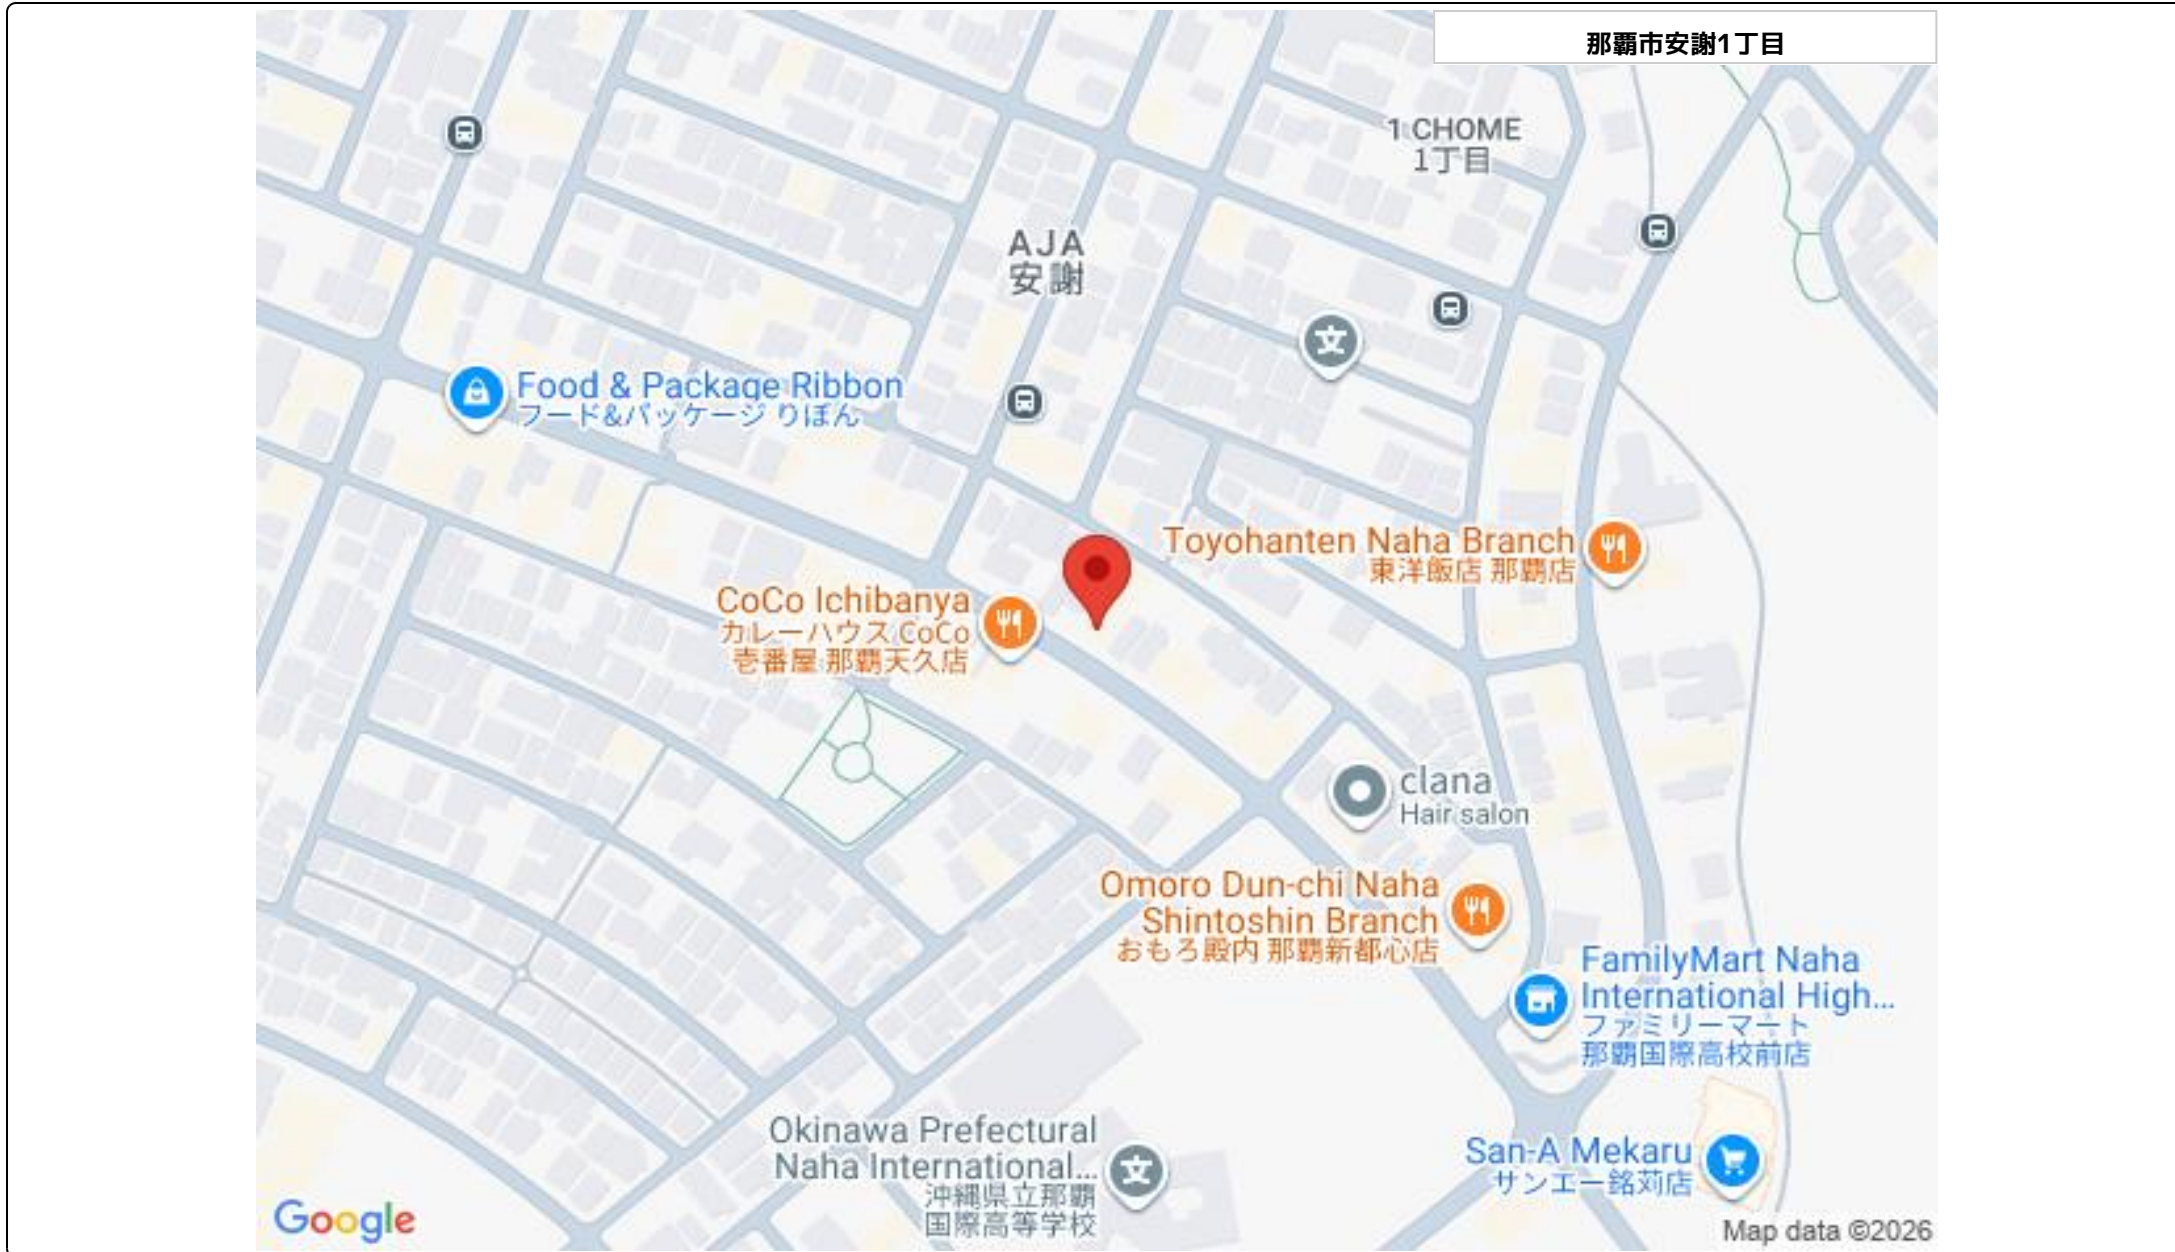 那覇市安謝1丁目
1 CHOME
1丁目
AJA
安謝
Food & Package Ribbon
フード&パッケージ りぼん
Toyohanten Naha Branch
東洋飯店 那覇店
CoCo Ichibanya
カレーハウス CoCo
壱番屋 那覇天久店
clana
Hair salon
Omoro Dun-chi Naha
Shintoshin Branch
おもろ殿内 那覇新都心店
FamilyMart Naha
International High...
ファミリーマート
那覇国際高校前店
Okinawa Prefectural
Naha International...
沖縄県立那覇
国際高等学校
San-A Mekaru
サンエー銘苅店
Google
Map data ©2026
文
文